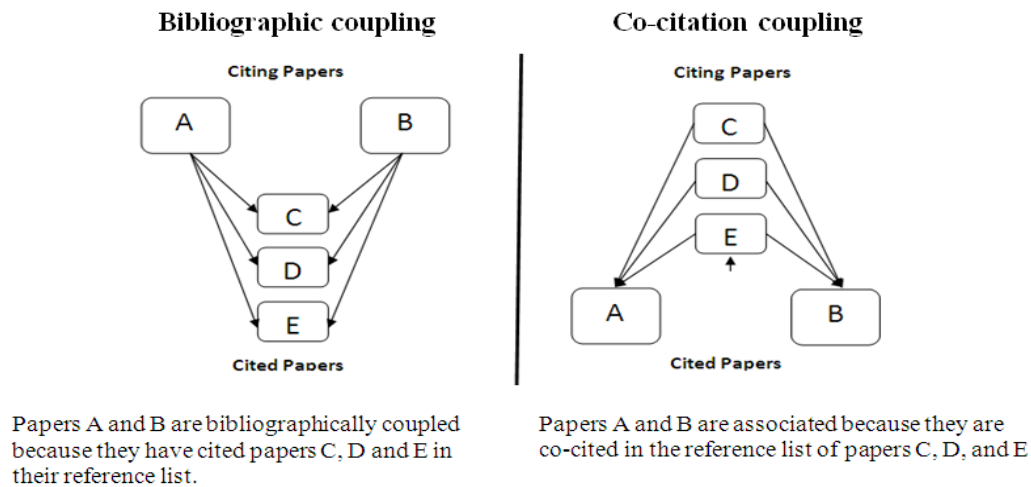 Bibliographic coupling
Citing Papers
A
B
C
D
E
Cited Papers
Papers A and B are bibliographically coupled
because they have cited papers C, D and E in
their reference list.
Co-citation coupling
Citing Papers
C
D
E
A
B
Cited Papers
Papers A and B are associated because they are
co-cited in the reference list of papers C, D, and E